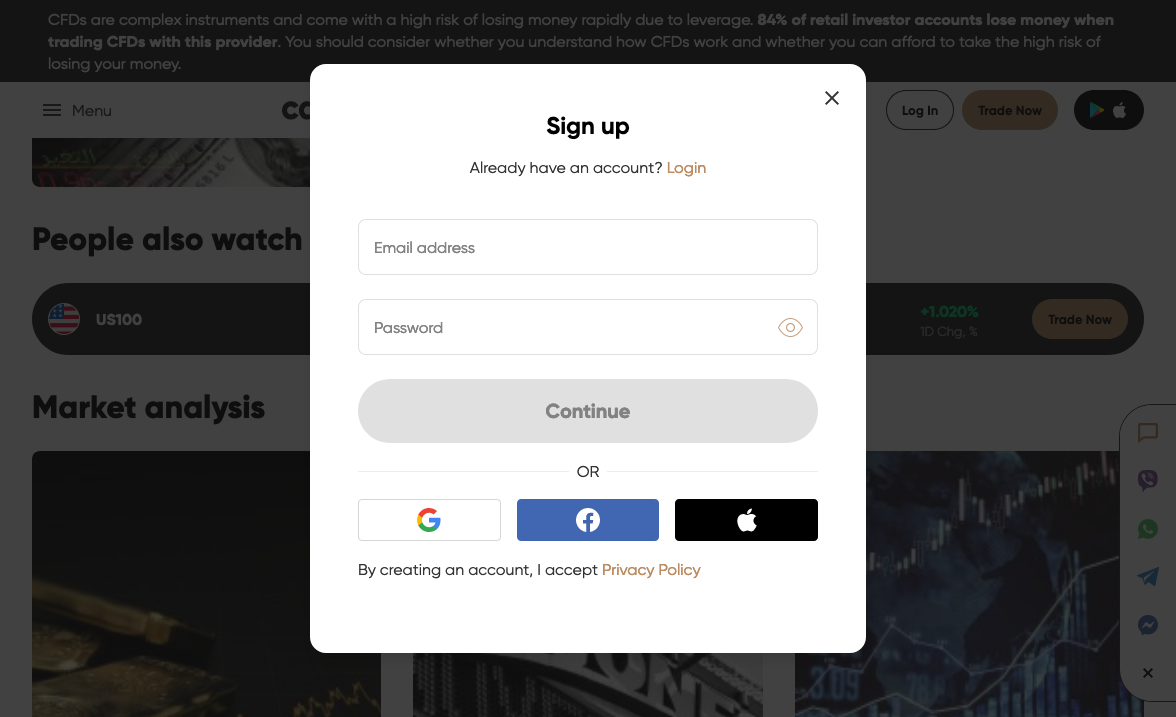 CFDs are complex instruments and come with a high risk of losing money rapidly due to leverage. 84% of retail investor accounts lose money when
trading CFDs with this provider. You should consider whether you understand how CFDs work and whether you can afford to take the high risk of
losing your money.
Menu
Log In
Trade Now
Sign up
Already have an account? Login
Email address
Password
Continue
OR
By creating an account, I accept Privacy Policy
People also watch
US100
+1.020%
1D Chg, %
Trade Now
Market analysis
3.09